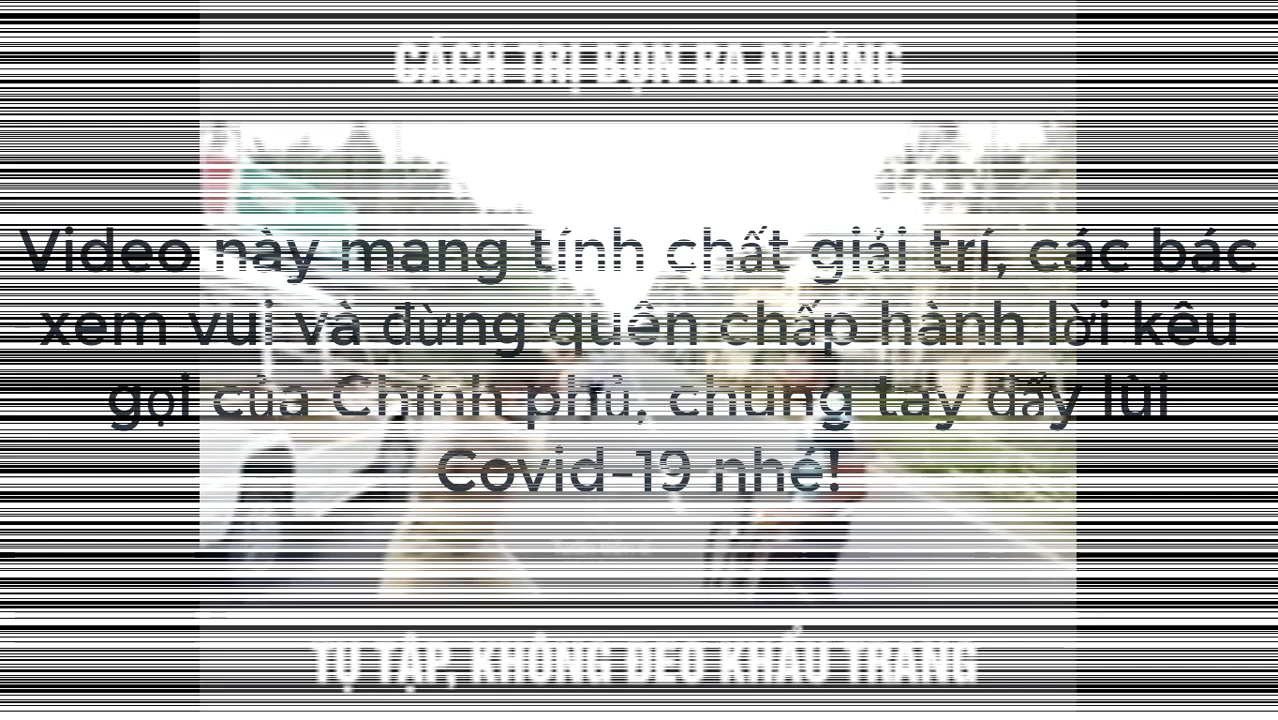 CÁCH TRỊ BỌN RA ĐƯỜNG
Video này mang tính chất giải trí, các bác
xem vui và đừng quên chấp hành lời kêu
gọi của Chính phủ, chung tay đẩy lùi
Covid-19 nhé!
TỤ TẬP, KHÔNG ĐEO KHẨU TRANG